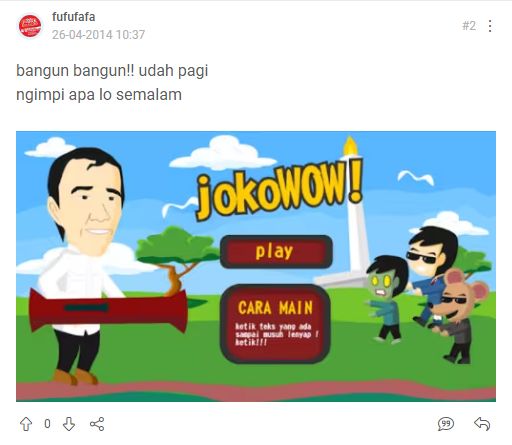 fufufafa
26-04-2014 10:37
#2
bangun bangun!! udah pagi
ngimpi apa lo semalam
jokoWOW!
play
CARA MAIN
ketik teks yang ada
sampai musuh lenyap !
ketik!!!
0
99